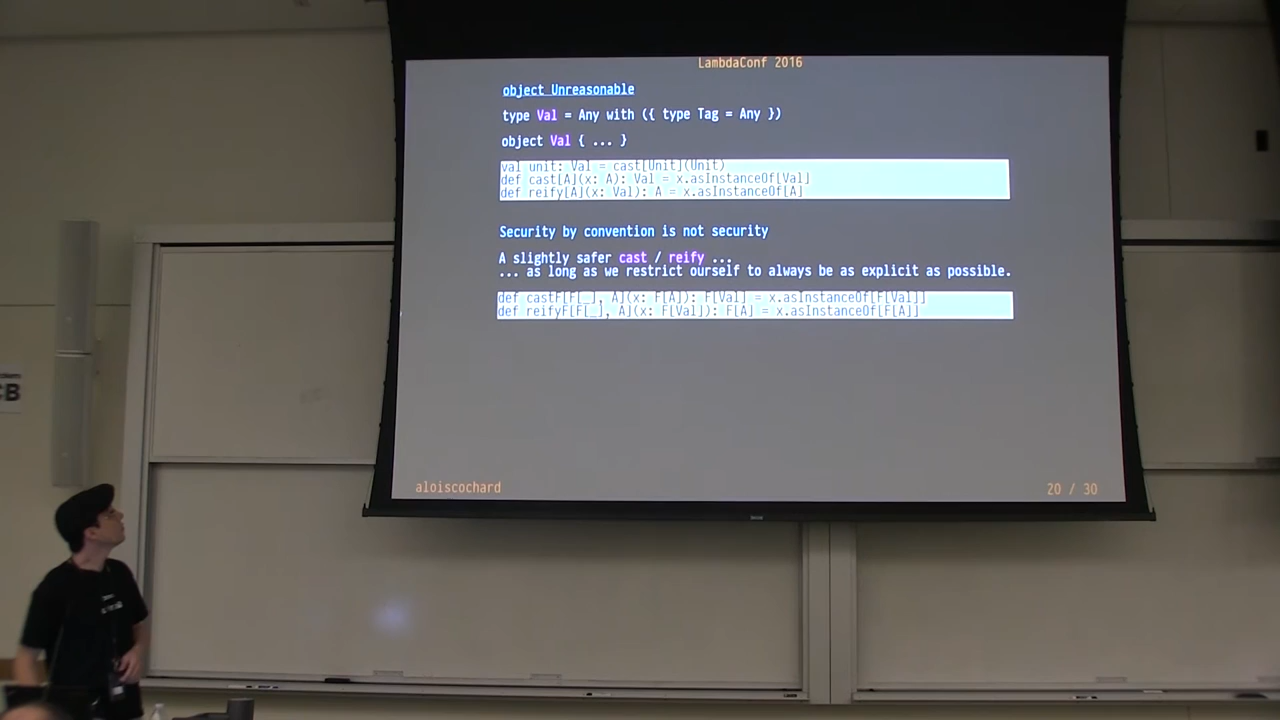 LambdaConf 2016
object Unreasonable
type Val = Any with ({ type Tag = Any })
object Val { ... }
val unit: Val = cast[Unit](Unit)
def cast[A](x: A): Val = x.asInstanceOf[Val]
def reify[A](x: Val): A = x.asInstanceOf[A]
Security by convention is not security
A slightly safer cast / reify ...
... as long as we restrict ourself to always be as explicit as possible.
def castF[F[_], A](x: F[A]): F[Val] = x.asInstanceOf[F[Val]]
def reifyF[F[_], A](x: F[Val]): F[A] = x.asInstanceOf[F[A]]
aloiscochard
20 / 30